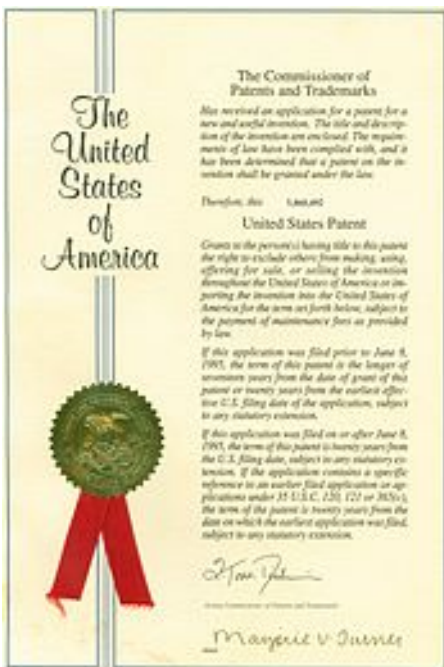 The
United
States
of
America
The Commissioner of
Patents and Trademarks
Has received an application for a patent for a
new and useful invention. The title and descrip-
tion of the invention are enclosed. The require-
ments of law have been complied with, and it
has been determined that a patent on the in-
vention shall be granted under the law.
Therefore, this
United States Patent
Grants to the person(s) having title to this patent
the right to exclude others from making, using,
offering for sale, or selling the invention
throughout the United States of America or im-
porting the invention into the United States of
America for the term set forth below, subject to
the payment of maintenance fees as provided
by law.
If this application was filed prior to June 8,
1995, the term of this patent is the longer of
seventeen years from the date of grant of this
patent or twenty years from the earliest effec-
tive U.S. filing date of the application, subject
to any statutory extension.
If this application was filed on or after June 8,
1995, the term of this patent is twenty years from
the U.S. filing date, subject to any statutory ex-
tension. If the application contains a specific
reference to an earlier filed application or ap-
plications under 35 U.S.C. 120, 121 or 365(c),
the term of the patent is twenty years from the
date on which the earliest application was filed,
subject to any statutory extension.
Acting Commissioner of Patents and Trademarks
Marjorie V. Turner